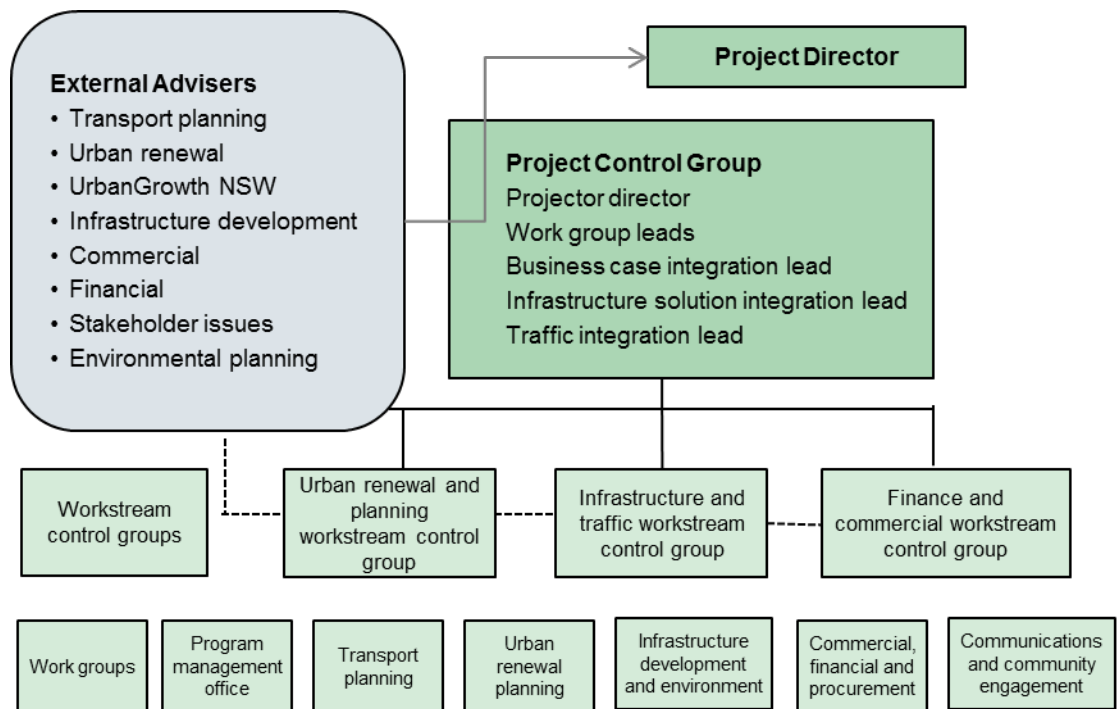 External Advisers
• Transport planning
• Urban renewal
• UrbanGrowth NSW
• Infrastructure development
• Commercial
• Financial
• Stakeholder issues
• Environmental planning
Project Director
Project Control Group
Projector director
Work group leads
Business case integration lead
Infrastructure solution integration lead
Traffic integration lead
Workstream
control groups
Urban renewal and
planning
workstream control
group
Infrastructure and
traffic workstream
control group
Finance and
commercial workstream
control group
Work groups
Program
management
office
Transport
planning
Urban
renewal
planning
Infrastructure
development
and environment
Commercial,
financial and
procurement
Communications
and community
engagement